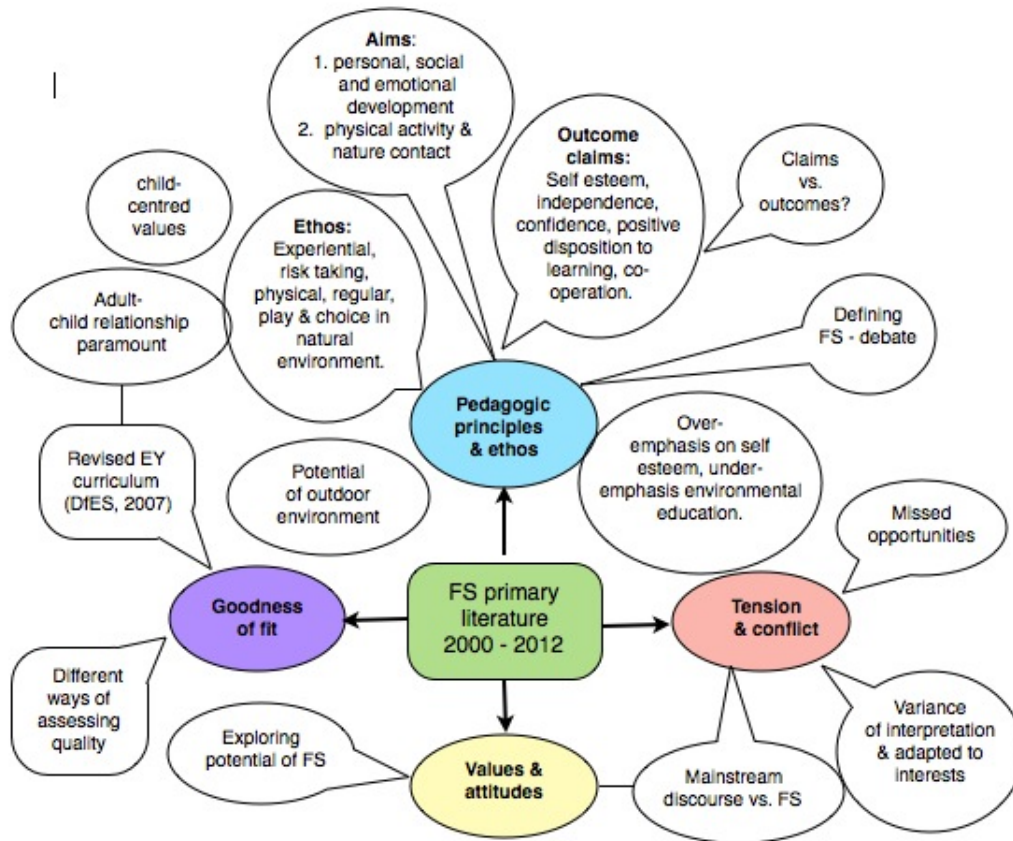 Aims:
1. personal, social
and emotional
development
2. physical activity &
nature contact
Outcome
claims:
Self esteem,
independence,
confidence, positive
disposition to
learning, co-
operation.
Claims
vs.
outcomes?
child-
centred
values
Ethos:
Experiential,
risk taking,
physical, regular,
play & choice in
natural
environment.
Adult-
child relationship
paramount
Defining
FS - debate
Pedagogic
principles
& ethos
Revised EY
curriculum
(DfES, 2007)
Potential
of outdoor
environment
Over-
emphasis on self
esteem, under-
emphasis environmental
education.
Missed
opportunities
Goodness
of fit
FS primary
literature
2000 - 2012
Tension
& conflict
Different
ways of
assessing
quality
Exploring
potential of FS
Values &
attitudes
Mainstream
discourse vs. FS
Variance
of interpretation
& adapted to
interests